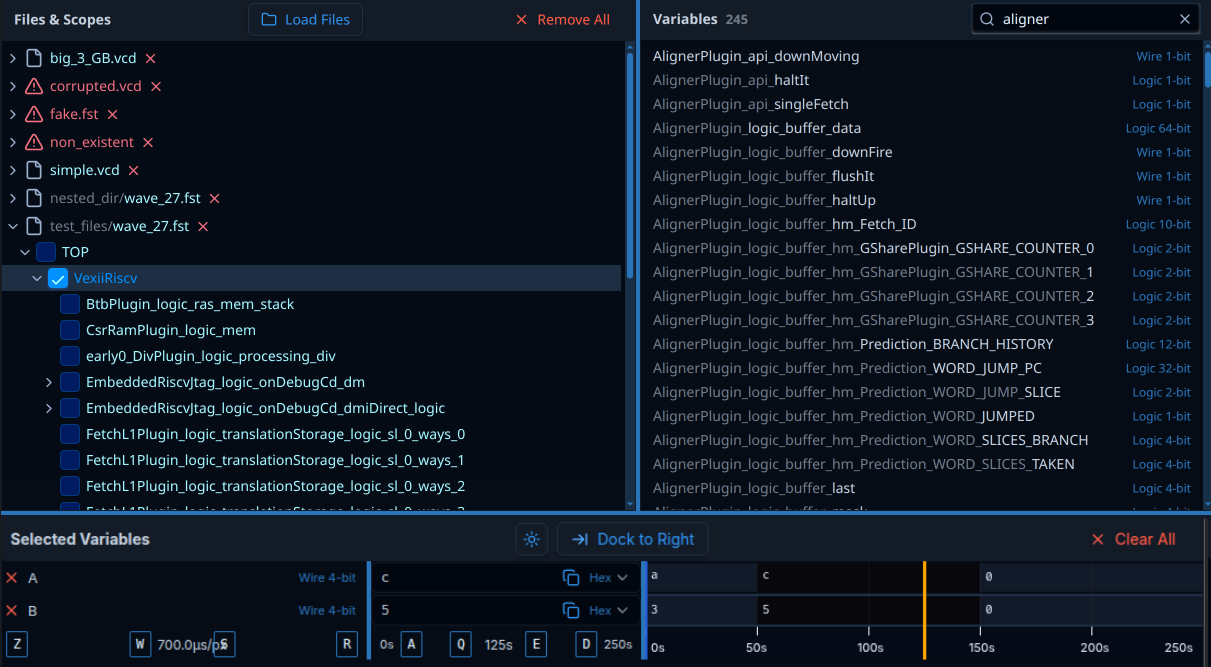 Files & Scopes
Load Files
Remove All
big_3_GB.vcd
corrupted.vcd
fake.fst
non_existent
simple.vcd
nested_dir/wave_27.fst
test_files/wave_27.fst
TOP
VexiiRiscv
BtbPlugin_logic_ras_mem_stack
CsrRamPlugin_logic_mem
early0_DivPlugin_logic_processing_div
EmbeddedRiscvJtag_logic_onDebugCd_dm
EmbeddedRiscvJtag_logic_onDebugCd_dmiDirect_logic
FetchL1Plugin_logic_translationStorage_logic_sl_0_ways_0
FetchL1Plugin_logic_translationStorage_logic_sl_0_ways_1
FetchL1Plugin_logic_translationStorage_logic_sl_0_ways_2
Variables 245
aligner
AlignerPlugin_api_downMoving Wire 1-bit
AlignerPlugin_api_haltIt Logic 1-bit
AlignerPlugin_api_singleFetch Logic 1-bit
AlignerPlugin_logic_buffer_data Logic 64-bit
AlignerPlugin_logic_buffer_downFire Wire 1-bit
AlignerPlugin_logic_buffer_flushIt Wire 1-bit
AlignerPlugin_logic_buffer_haltUp Wire 1-bit
AlignerPlugin_logic_buffer_hm_Fetch_ID Logic 10-bit
AlignerPlugin_logic_buffer_hm_GSharePlugin_GSHARE_COUNTER_0 Logic 2-bit
AlignerPlugin_logic_buffer_hm_GSharePlugin_GSHARE_COUNTER_1 Logic 2-bit
AlignerPlugin_logic_buffer_hm_GSharePlugin_GSHARE_COUNTER_2 Logic 2-bit
AlignerPlugin_logic_buffer_hm_GSharePlugin_GSHARE_COUNTER_3 Logic 2-bit
AlignerPlugin_logic_buffer_hm_Prediction_BRANCH_HISTORY Logic 12-bit
AlignerPlugin_logic_buffer_hm_Prediction_WORD_JUMP_PC Logic 32-bit
AlignerPlugin_logic_buffer_hm_Prediction_WORD_JUMP_SLICE Logic 2-bit
AlignerPlugin_logic_buffer_hm_Prediction_WORD_JUMPED Logic 1-bit
AlignerPlugin_logic_buffer_hm_Prediction_WORD_SLICES_BRANCH Logic 4-bit
AlignerPlugin_logic_buffer_hm_Prediction_WORD_SLICES_TAKEN Logic 4-bit
AlignerPlugin_logic_buffer_last Logic 4-bit
Selected Variables
Dock to Right
Clear All
A Wire 4-bit c Hex a c 0
B Wire 4-bit 5 Hex 3 5 0
Z W 700.0µs/px S R 0s A Q 125s E D 250s 0s 50s 100s 150s 200s 250s